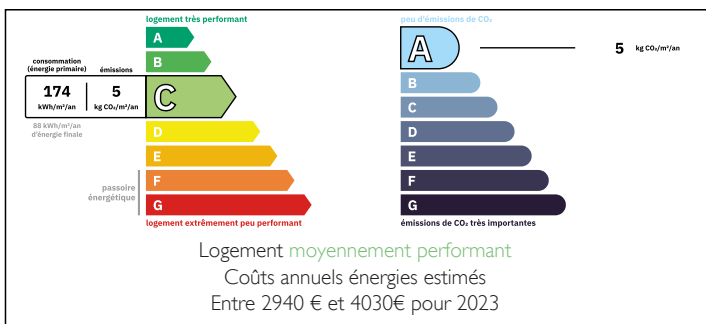 logement très performant
A
B
consommation
(énergie primaire)
émissions
174
kWh/m²/an
5
kg CO₂/m²/an
C
88 kWh/m²/an
d'énergie finale
D
E
passoire
énergétique
F
G
logement extrêmement peu performant
peu d'émissions de CO₂
A
5 kg CO₂/m²/an
B
C
D
E
F
G
émissions de CO₂ très importantes
Logement moyennement performant
Coûts annuels énergies estimés
Entre 2940 € et 4030€ pour 2023